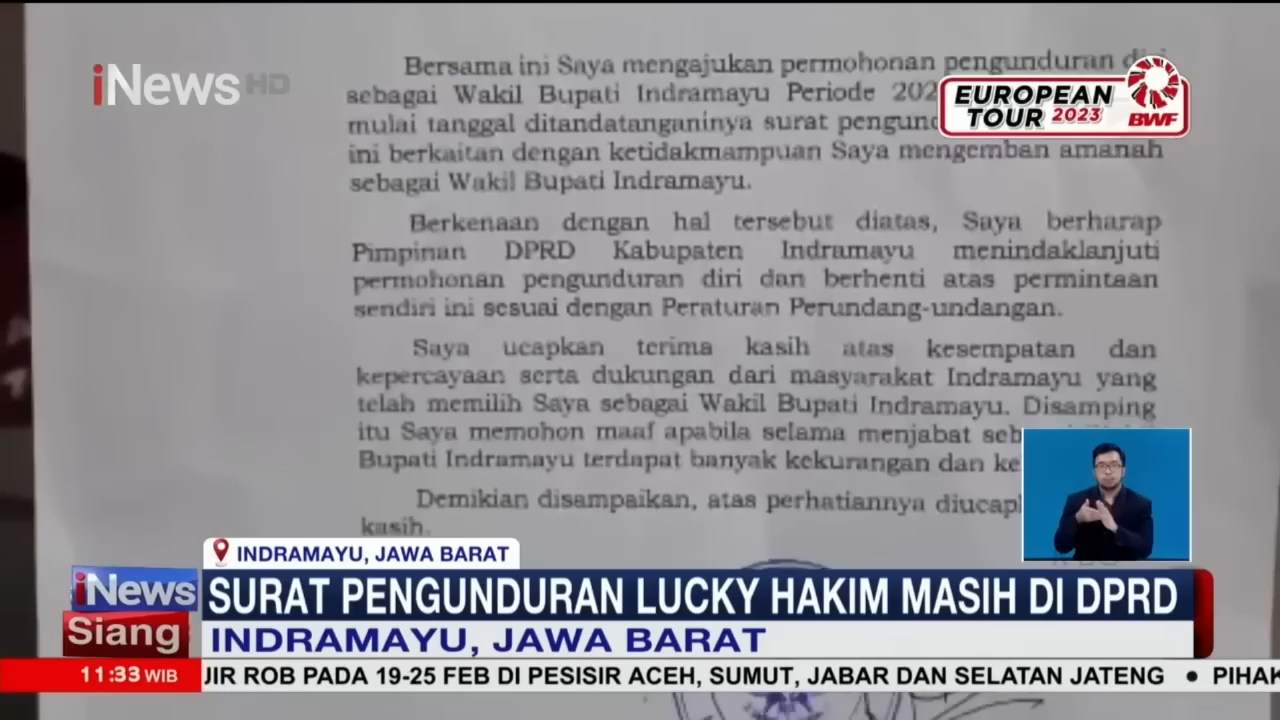 Bersama ini Saya mengajukan permohonan pengunduran
sebagai Wakil Bupati Indramayu Periode
mulai tanggal ditandatanganinya surat
ini berkaitan dengan ketidakmampuan Saya mengemban amanah
sebagai Wakil Bupati Indramayu.
Berkenaan dengan hal tersebut diatas, Saya berharap
Pimpinan DPRD Kabupaten Indramayu menindaklanjuti
permohonan pengunduran diri dan berhenti atas permintaan
sendiri ini sesuai dengan Peraturan Perundang-undangan.
Saya ucapkan terima kasih atas kesempatan dan
kepercayaan serta dukungan dari masyarakat Indramayu yang
telah memilih Saya sebagai Wakil Bupati Indramayu. Disamping
itu Saya memohon maaf apabila selama menjabat
Bupati Indramayu terdapat banyak kekurangan dan
Demikian disampaikan, atas perhatiannya
kasih.
iNews HD
EUROPEAN
TOUR 2023
BWF
INDRAMAYU, JAWA BARAT
iNews
Siang
SURAT PENGUNDURAN LUCKY HAKIM MASIH DI DPRD
INDRAMAYU, JAWA BARAT
11:33 WIB
ROB PADA 19-25 FEB DI PESISIR ACEH, SUMUT, JABAR DAN SELATAN JATENG • PIHAK